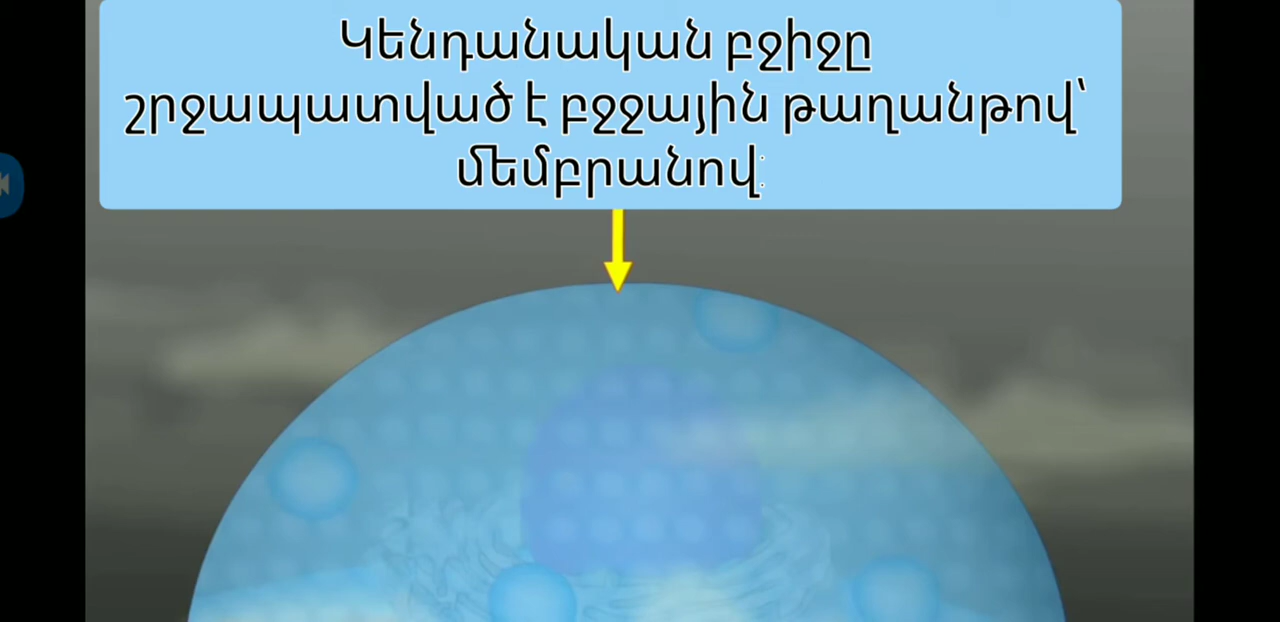 Կենդանական բջիջը
շրջապատված է բջջային թաղանթով՝
մեմբրանով: